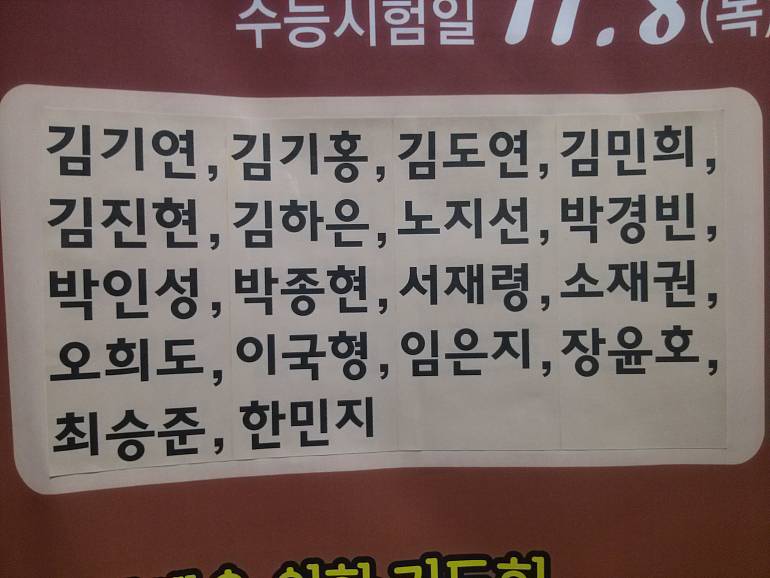 수능시험일 11.8(목)
김기연, 김기홍, 김도연, 김민희,
김진현, 김하은, 노지선, 박경빈,
박인성, 박종현, 서재령, 소재권,
오희도, 이국형, 임은지, 장윤호,
최승준, 한민지